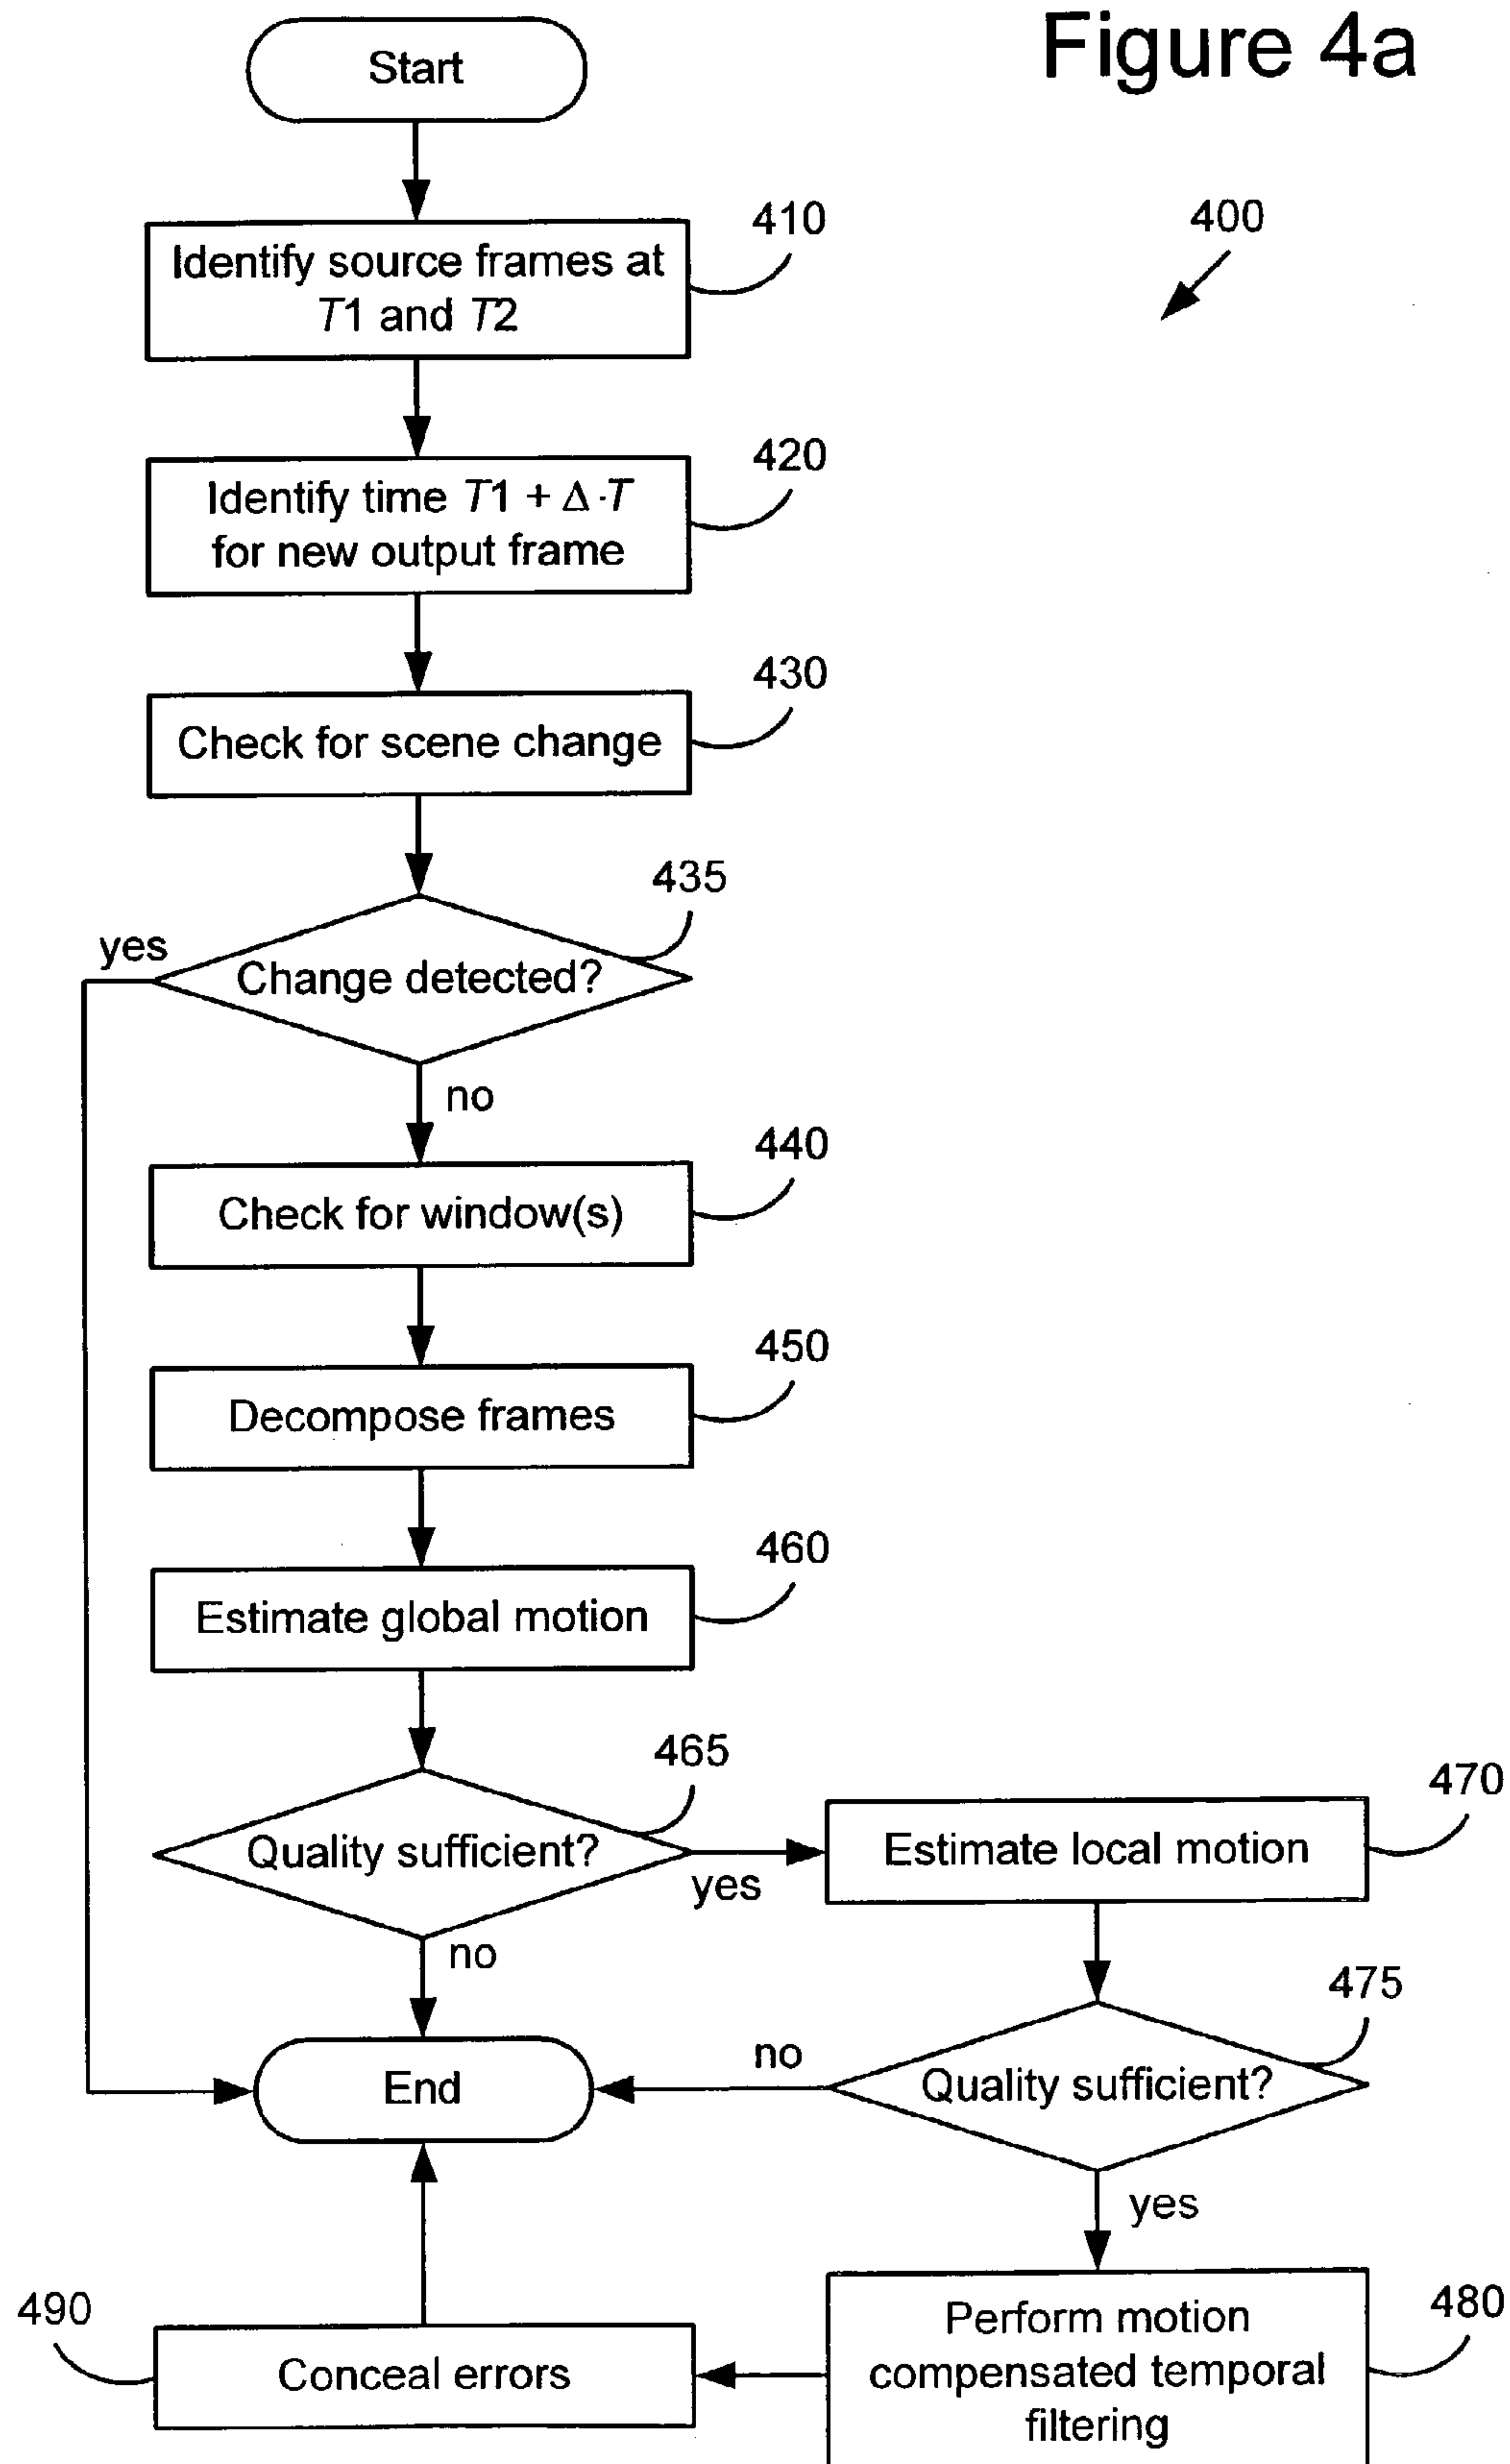 Figure 4a
Start
400
410
Identify source frames at
T1 and T2
420
Identify time T1 + Δ·T
for new output frame
430
Check for scene change
435
yes
Change detected?
no
440
Check for window(s)
450
Decompose frames
460
Estimate global motion
465
Quality sufficient?
yes
no
470
Estimate local motion
475
Quality sufficient?
no
End
yes
480
Perform motion
compensated temporal
filtering
490
Conceal errors